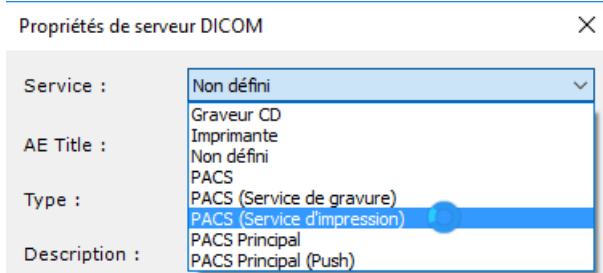 Propriétés de serveur DICOM
Service : Non défini
Graveur CD
Imprimante
AE Title :
Non défini
PACS
Type : PACS (Service de gravure)
PACS (Service d'impression)
PACS Principal
Description : PACS Principal (Push)